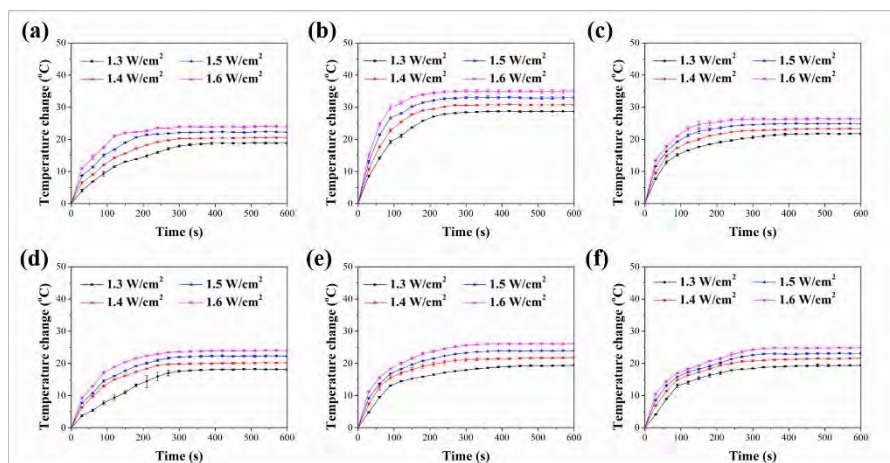 (a)
1.3 W/cm² 1.5 W/cm²
1.4 W/cm² 1.6 W/cm²
Temperature change (°C)
50
40
30
20
10
0
0 100 200 300 400 500 600
Time (s)
(b)
1.3 W/cm² 1.5 W/cm²
1.4 W/cm² 1.6 W/cm²
Temperature change (°C)
50
40
30
20
10
0
0 100 200 300 400 500 600
Time (s)
(c)
1.3 W/cm² 1.5 W/cm²
1.4 W/cm² 1.6 W/cm²
Temperature change (°C)
50
40
30
20
10
0
0 100 200 300 400 500 600
Time (s)
(d)
1.3 W/cm² 1.5 W/cm²
1.4 W/cm² 1.6 W/cm²
Temperature change (°C)
50
40
30
20
10
0
0 100 200 300 400 500 600
Time (s)
(e)
1.3 W/cm² 1.5 W/cm²
1.4 W/cm² 1.6 W/cm²
Temperature change (°C)
50
40
30
20
10
0
0 100 200 300 400 500 600
Time (s)
(f)
1.3 W/cm² 1.5 W/cm²
1.4 W/cm² 1.6 W/cm²
Temperature change (°C)
50
40
30
20
10
0
0 100 200 300 400 500 600
Time (s)